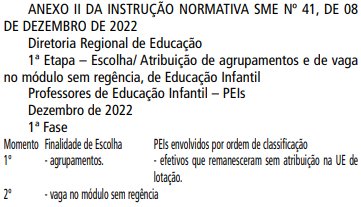 ANEXO II DA INSTRUÇÃO NORMATIVA SME Nº 41, DE 08
DE DEZEMBRO DE 2022
Diretoria Regional de Educação
1ª Etapa – Escolha/ Atribuição de agrupamentos e de vaga
no módulo sem regência, de Educação Infantil
Professores de Educação Infantil – PEIs
Dezembro de 2022
1ª Fase
Momento Finalidade de Escolha PEIs envolvidos por ordem de classificação
1º - agrupamentos. - efetivos que remanesceram sem atribuição na UE de
lotação.
2º - vaga no módulo sem regência